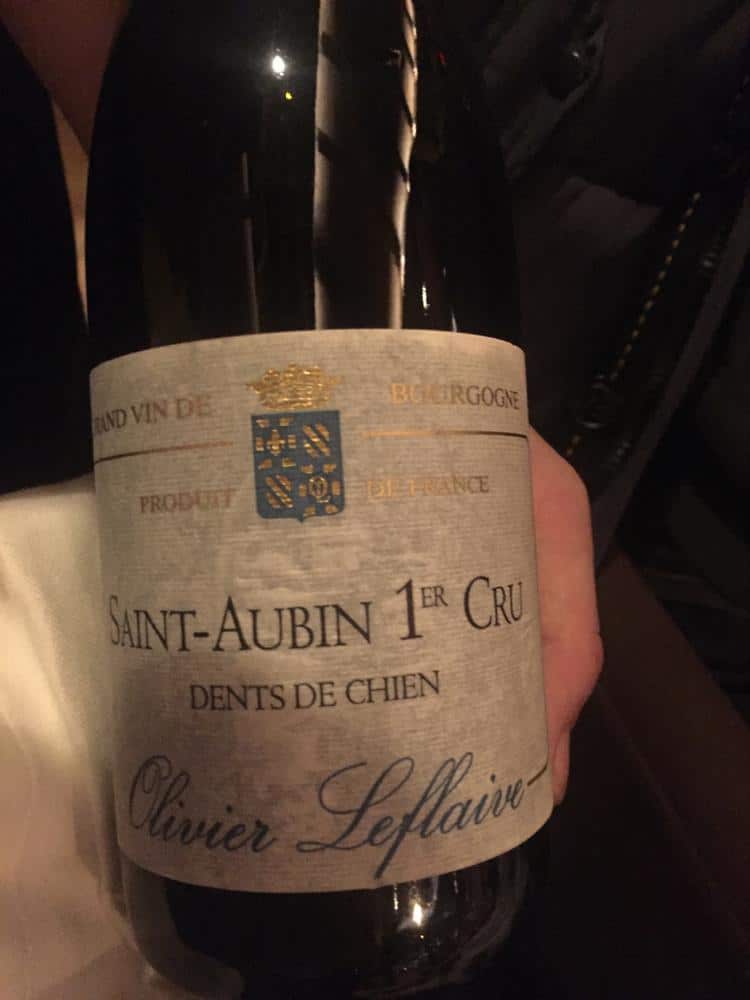 RAND VIN DE BOURGOGNE
PRODUIT DE FRANCE
SAINT-AUBIN 1ER CRU
DENTS DE CHIEN
Olivier Leflaive